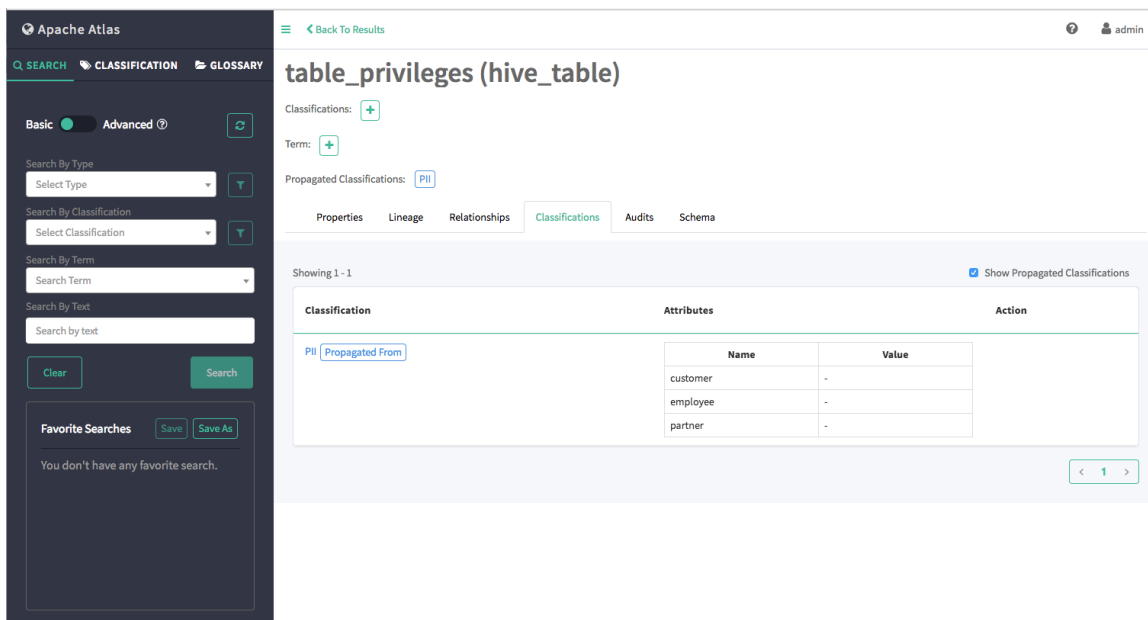 Apache Atlas
Back To Results
admin
SEARCH CLASSIFICATION GLOSSARY
table_privileges (hive_table)
Classifications: +
Term: +
Propagated Classifications: PII
Basic Advanced ?
Search By Type
Select Type
Search By Classification
Select Classification
Search By Term
Search Term
Search By Text
Search by text
Clear Search
Favorite Searches Save Save As
You don't have any favorite search.
Properties Lineage Relationships Classifications Audits Schema
Showing 1 - 1 Show Propagated Classifications
Classification Attributes Action
PII Propagated From
Name Value
customer -
employee -
partner -
< 1 >